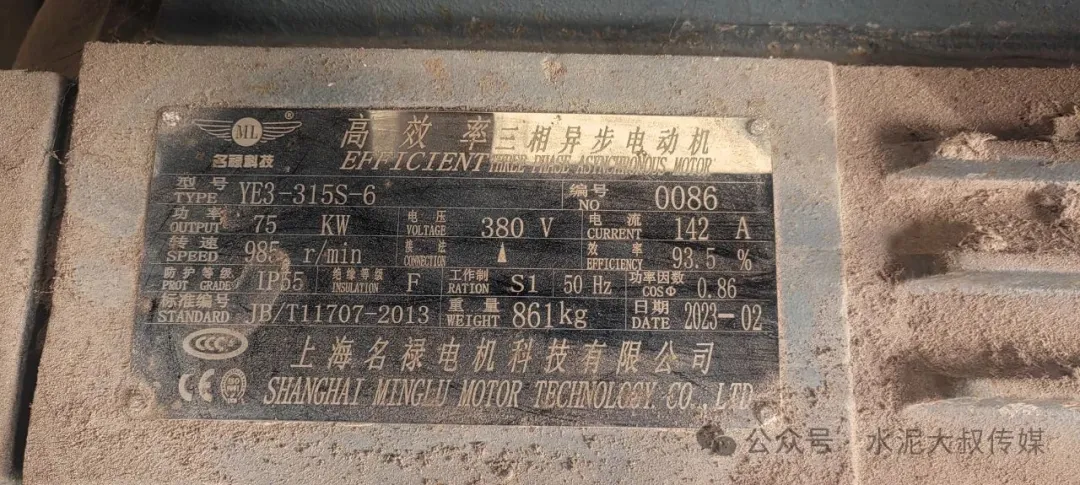 ML ®
名禄科技
高效率三相异步电动机
EFFICIENT THREE-PHASE ASYNCHRONOUS MOTOR
型号 TYPE YE3-315S-6 编号 NO 0086
功率 OUTPUT 75 KW 电压 VOLTAGE 380 V 电流 CURRENT 142 A
转速 SPEED 985 r/min 接法 CONNECTION 效率 EFFICIENCY 93.5 %
防护等级 PROT GRADE IP55 绝缘等级 INSULATION F 工作制 RATION S1 50 Hz 功率因数 COSΦ 0.86
标准编号 STANDARD JB/T11707-2013 重量 WEIGHT 861kg 日期 DATE 2023-02
CCC
上海名禄电机科技有限公司
CE ISO
SHANGHAI MINGLU MOTOR TECHNOLOGY. CO., LTD
公众号 · 水泥大叔传媒